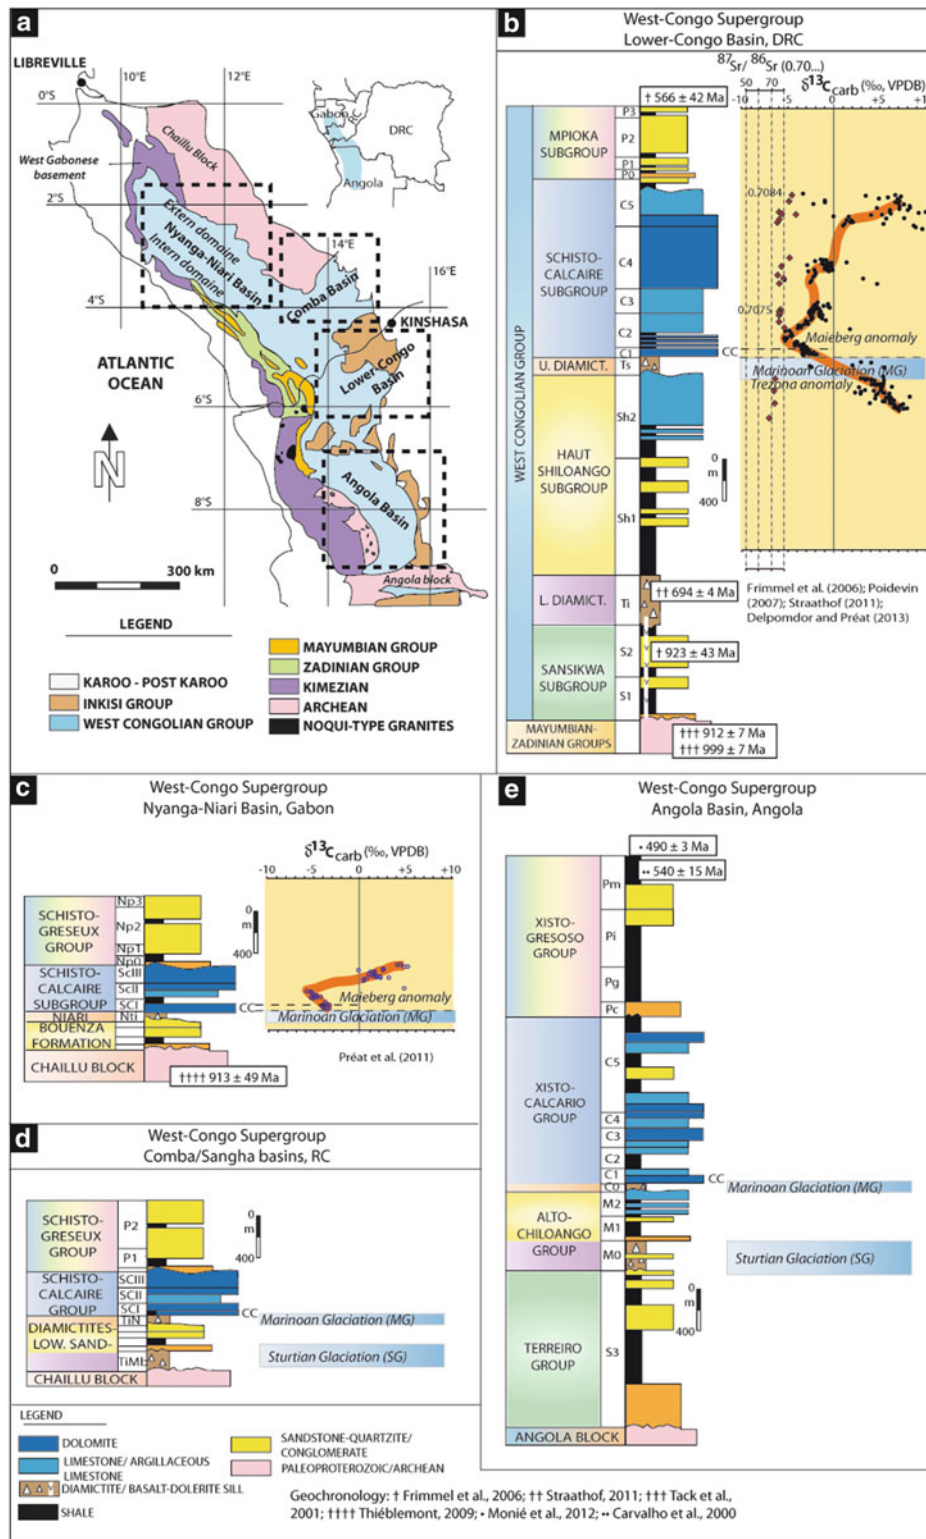 a
LIBREVILLE
10°E
12°E
0°S
Chaillu Block
West Gabonese
basement
2°S
Extern domaine
Nyanga-Niari Basin
Intern domaine
14°E
16°E
Comba Basin
4°S
KINSHASA
ATLANTIC
OCEAN
Lower-Congo
Basin
6°S
N
8°S
Angola Basin
Angola block
0
300 km
Gabon
RC
DRC
Angola
LEGEND
KAROO - POST KAROO
INKISI GROUP
WEST CONGOLIAN GROUP
MAYUMBIAN GROUP
ZADINIAN GROUP
KIMEZIAN
ARCHEAN
NOQUI-TYPE GRANITES
b
West-Congo Supergroup
Lower-Congo Basin, DRC
87Sr/ 86Sr (0.70...)
50 70
δ13Ccarb (‰, VPDB)
-10 -5 0 +5 +10
† 566 ± 42 Ma
WEST CONGOLIAN GROUP
MPIOKA
SUBGROUP
P3
P2
P1
P0
SCHISTO-
CALCAIRE
SUBGROUP
C5
C4
C3
C2
C1
CC
U. DIAMICT.
Ts
HAUT
SHILOANGO
SUBGROUP
Sh2
Sh1
L. DIAMICT.
Ti
†† 694 ± 4 Ma
SANSIKWA
SUBGROUP
S2
S1
† 923 ± 43 Ma
MAYUMBIAN-
ZADINIAN GROUPS
††† 912 ± 7 Ma
††† 999 ± 7 Ma
0
m
400
0.7084
0.7075
Maieberg anomaly
Marinoan Glaciation (MG)
Trezona anomaly
Frimmel et al. (2006); Poidevin
(2007); Straathof (2011);
Delpomdor and Préat (2013)
c
West-Congo Supergroup
Nyanga-Niari Basin, Gabon
δ13Ccarb (‰, VPDB)
-10 -5 0 +5 +10
SCHISTO-
GRESEUX
GROUP
Np3
Np2
Np1
Np0
SCHISTO-
CALCAIRE
SUBGROUP
ScIII
ScII
SCI
CC
NIARI
Nti
BOUENZA
FORMATION
CHAILLU BLOCK
†††† 913 ± 49 Ma
0
m
400
Maieberg anomaly
Marinoan Glaciation (MG)
Préat et al. (2011)
d
West-Congo Supergroup
Comba/Sangha basins, RC
SCHISTO-
GRESEUX
GROUP
P2
P1
SCHISTO-
CALCAIRE
GROUP
SCIII
SCII
SCI
CC
TiN
DIAMICTITES-
LOW. SAND-
TiMb
CHAILLU BLOCK
0
m
400
Marinoan Glaciation (MG)
Sturtian Glaciation (SG)
LEGEND
DOLOMITE
LIMESTONE/ ARGILLACEOUS
LIMESTONE
DIAMICTITE/ BASALT-DOLERITE SILL
SHALE
SANDSTONE-QUARTZITE/
CONGLOMERATE
PALEOPROTEROZOIC/ARCHEAN
e
West-Congo Supergroup
Angola Basin, Angola
• 490 ± 3 Ma
•• 540 ± 15 Ma
XISTO-
GRESOSO
GROUP
Pm
Pi
Pg
Pc
XISTO-
CALCARIO
GROUP
C5
C4
C3
C2
C1
C0
CC
ALTO-
CHILOANGO
GROUP
M2
M1
M0
TERREIRO
GROUP
S3
ANGOLA BLOCK
0
m
400
Marinoan Glaciation (MG)
Sturtian Glaciation (SG)
Geochronology: † Frimmel et al., 2006; †† Straathof, 2011; ††† Tack et al.,
2001; †††† Thiéblemont, 2009; • Monié et al., 2012; •• Carvalho et al., 2000